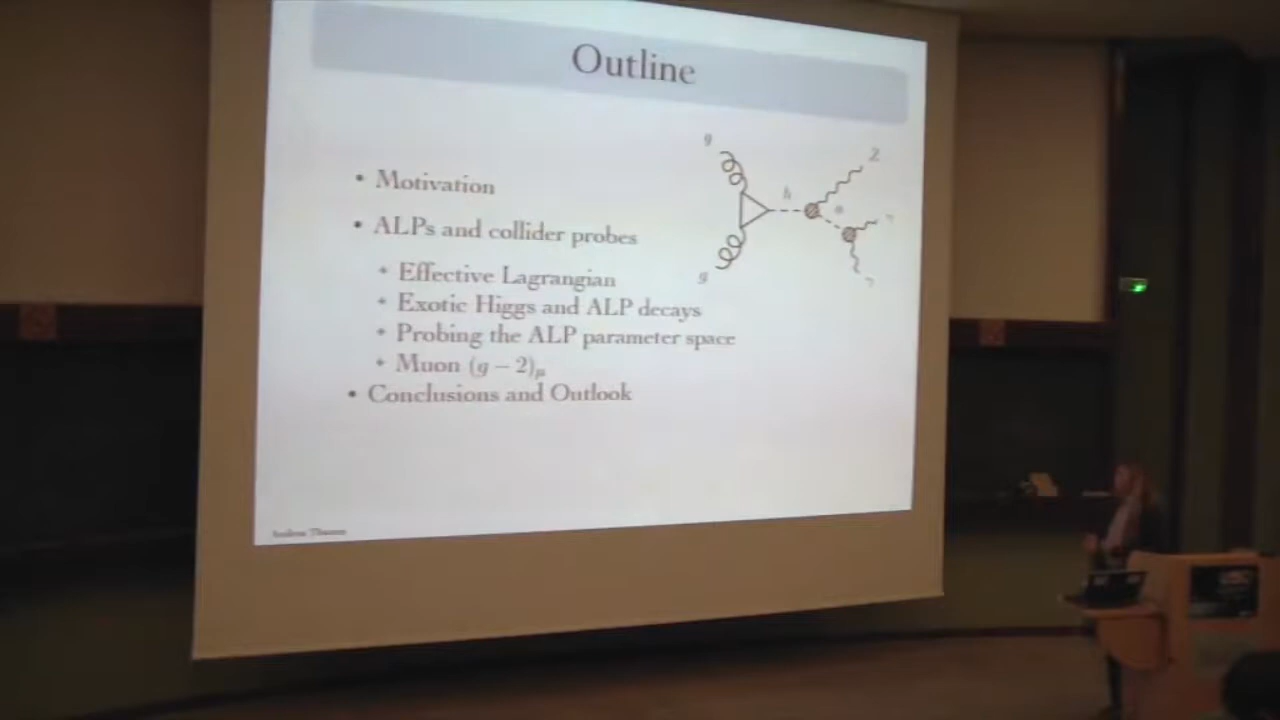 Outline
• Motivation
• ALPs and collider probes
• Effective Lagrangian
• Exotic Higgs and ALP decays
• Probing the ALP parameter space
• Muon (g − 2)μ
• Conclusions and Outlook
g
Z
h
a
g